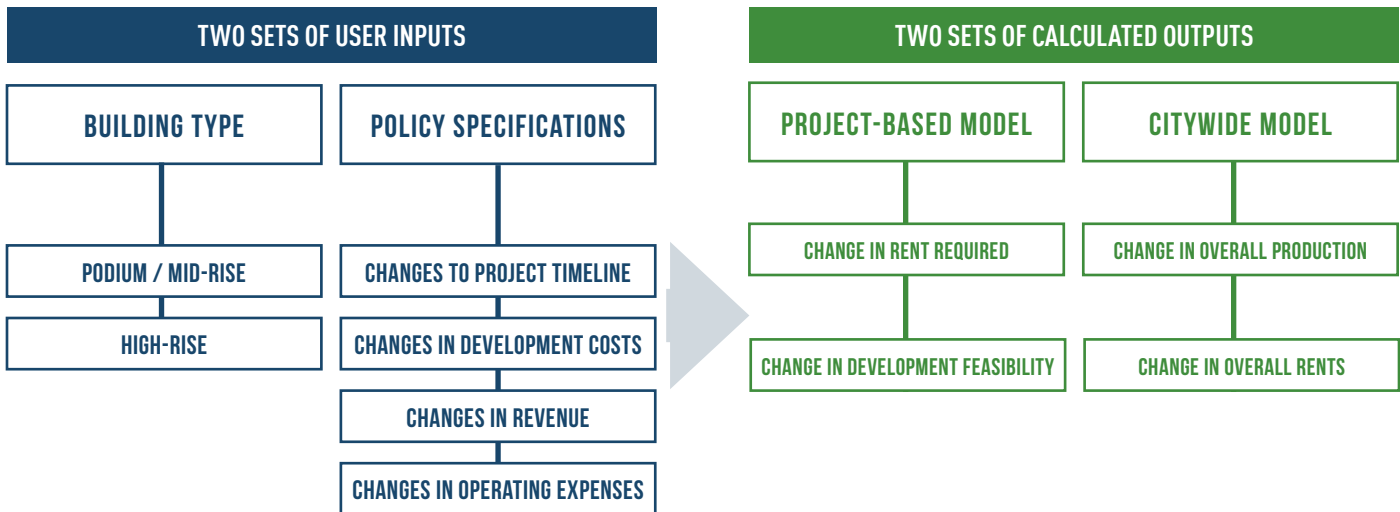 TWO SETS OF USER INPUTS
BUILDING TYPE
PODIUM / MID-RISE
HIGH-RISE
POLICY SPECIFICATIONS
CHANGES TO PROJECT TIMELINE
CHANGES IN DEVELOPMENT COSTS
CHANGES IN REVENUE
CHANGES IN OPERATING EXPENSES
TWO SETS OF CALCULATED OUTPUTS
PROJECT-BASED MODEL
CHANGE IN RENT REQUIRED
CHANGE IN DEVELOPMENT FEASIBILITY
CITYWIDE MODEL
CHANGE IN OVERALL PRODUCTION
CHANGE IN OVERALL RENTS